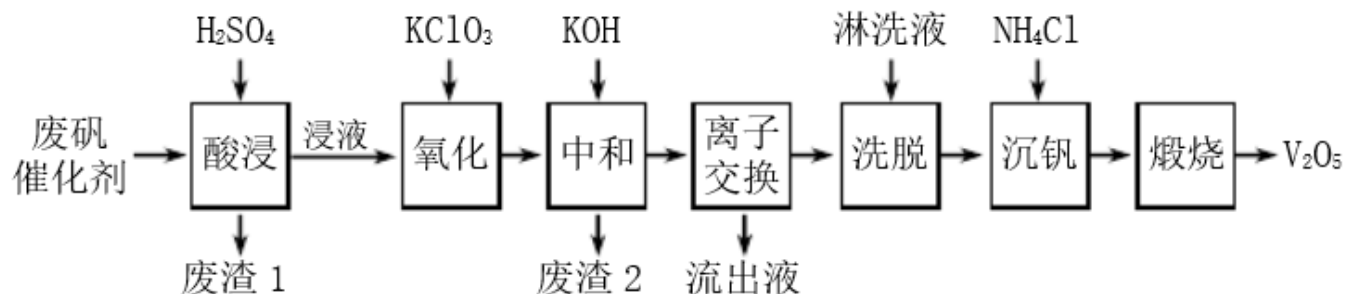 H₂SO₄ KClO₃ KOH 淋洗液 NH₄Cl
废矾
催化剂
酸浸 浸液 氧化 中和 离子
交换 洗脱 沉钒 煅烧 V₂O₅
废渣1 废渣2 流出液